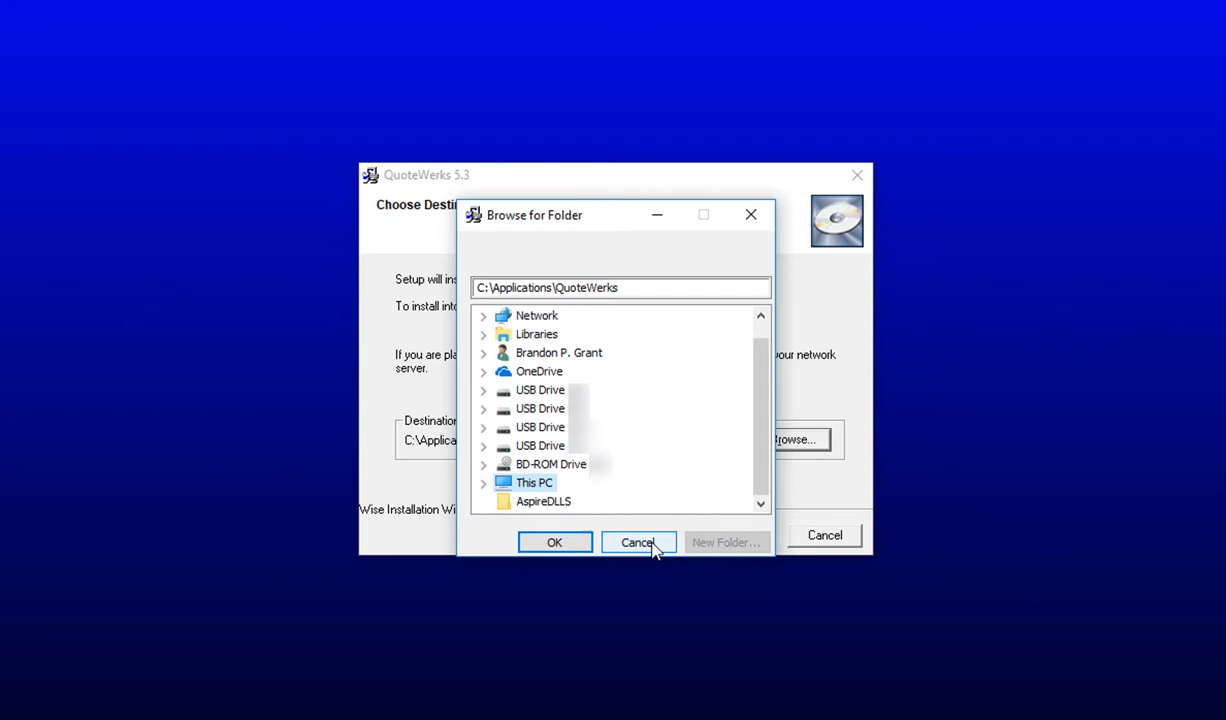 QuoteWerks 5.3
Choose Desti
Browse for Folder
C:\Applications\QuoteWerks
Setup will ins
To install into
If you are pla
your network
server.
Destination
C:\Applica
Browse...
Network
Libraries
Brandon P. Grant
OneDrive
USB Drive
USB Drive
USB Drive
USB Drive
BD-ROM Drive
This PC
AspireDLLS
Wise Installation Wi
OK
Cancel
New Folder...
Cancel